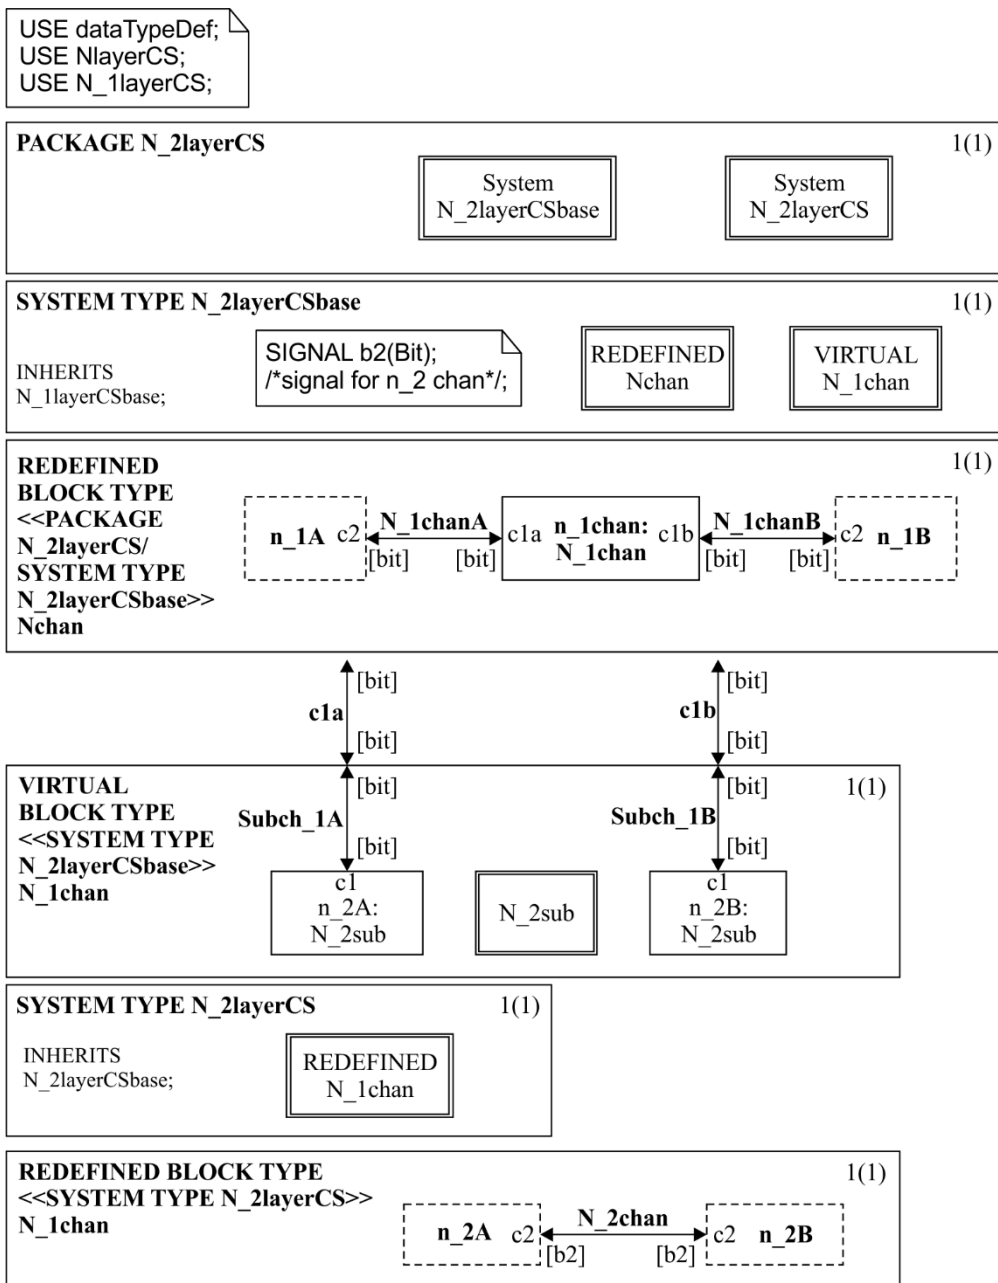 USE dataTypeDef;
USE NlayerCS;
USE N_1layerCS;
PACKAGE N_2layerCS
1(1)
System
N_2layerCSbase
System
N_2layerCS
SYSTEM TYPE N_2layerCSbase
1(1)
INHERITS
N_1layerCSbase;
SIGNAL b2(Bit);
/*signal for n_2 chan*/;
REDEFINED
Nchan
VIRTUAL
N_1chan
REDEFINED
BLOCK TYPE
<<PACKAGE
N_2layerCS/
SYSTEM TYPE
N_2layerCSbase>>
Nchan
1(1)
n_1A
c2
N_1chanA
[bit]
[bit]
c1a
n_1chan:
N_1chan
c1b
N_1chanB
[bit]
[bit]
c2
n_1B
[bit]
c1a
[bit]
[bit]
c1b
[bit]
VIRTUAL
BLOCK TYPE
<<SYSTEM TYPE
N_2layerCSbase>>
N_1chan
1(1)
[bit]
Subch_1A
[bit]
[bit]
Subch_1B
[bit]
c1
n_2A:
N_2sub
N_2sub
c1
n_2B:
N_2sub
SYSTEM TYPE N_2layerCS
1(1)
INHERITS
N_2layerCSbase;
REDEFINED
N_1chan
REDEFINED BLOCK TYPE
<<SYSTEM TYPE N_2layerCS>>
N_1chan
1(1)
n_2A
c2
N_2chan
[b2]
[b2]
c2
n_2B